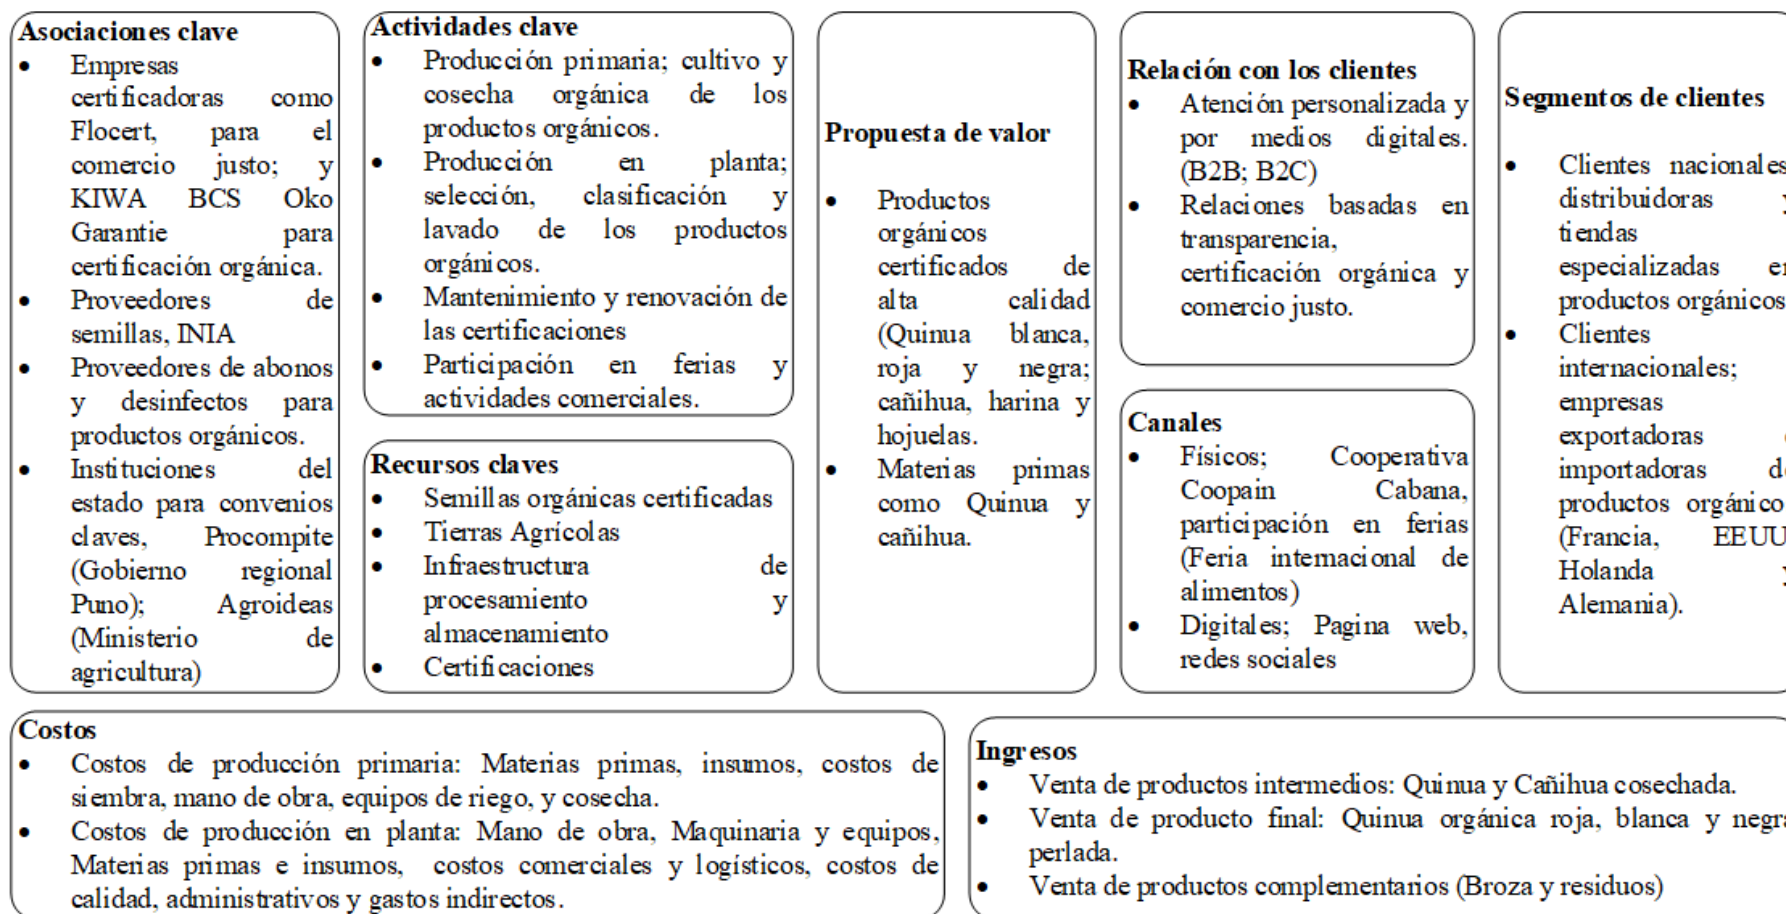 Asociaciones clave
• Empresas
certificadoras como
Flocert, para el
comercio justo; y
KIWA BCS Oko
Garantie para
certificación orgánica.
• Proveedores de
semillas, INIA
• Proveedores de abonos
y desinfectos para
productos orgánicos.
• Instituciones del
estado para convenios
claves, Procompite
(Gobierno regional
Puno); Agroideas
(Ministerio de
agricultura)
Actividades clave
• Producción primaria; cultivo y
cosecha orgánica de los
productos orgánicos.
• Producción en planta;
selección, clasificación y
lavado de los productos
orgánicos.
• Mantenimiento y renovación de
las certificaciones
• Participación en ferias y
actividades comerciales.
Recursos claves
• Semillas orgánicas certificadas
• Tierras Agrícolas
• Infraestructura de
procesamiento y
almacenamiento
• Certificaciones
Propuesta de valor
• Productos
orgánicos
certificados de
alta calidad
(Quinua blanca,
roja y negra;
cañihua, harina y
hojuelas.
• Materias primas
como Quinua y
cañihua.
Relación con los clientes
• Atención personalizada y
por medios digitales.
(B2B; B2C)
• Relaciones basadas en
transparencia,
certificación orgánica y
comercio justo.
Canales
• Físicos; Cooperativa
Coopain Cabana,
participación en ferias
(Feria internacional de
alimentos)
• Digitales; Pagina web,
redes sociales
Segmentos de clientes
• Clientes nacionales
distribuidoras y
tiendas
especializadas en
productos orgánicos
• Clientes
internacionales;
empresas
exportadoras
importadoras de
productos orgánico
(Francia, EEUU
Holanda y
Alemania).
Costos
• Costos de producción primaria: Materias primas, insumos, costos de
siembra, mano de obra, equipos de riego, y cosecha.
• Costos de producción en planta: Mano de obra, Maquinaria y equipos,
Materias primas e insumos, costos comerciales y logísticos, costos de
calidad, administrativos y gastos indirectos.
Ingresos
• Venta de productos intermedios: Quinua y Cañihua cosechada.
• Venta de producto final: Quinua orgánica roja, blanca y negra
perlada.
• Venta de productos complementarios (Broza y residuos)